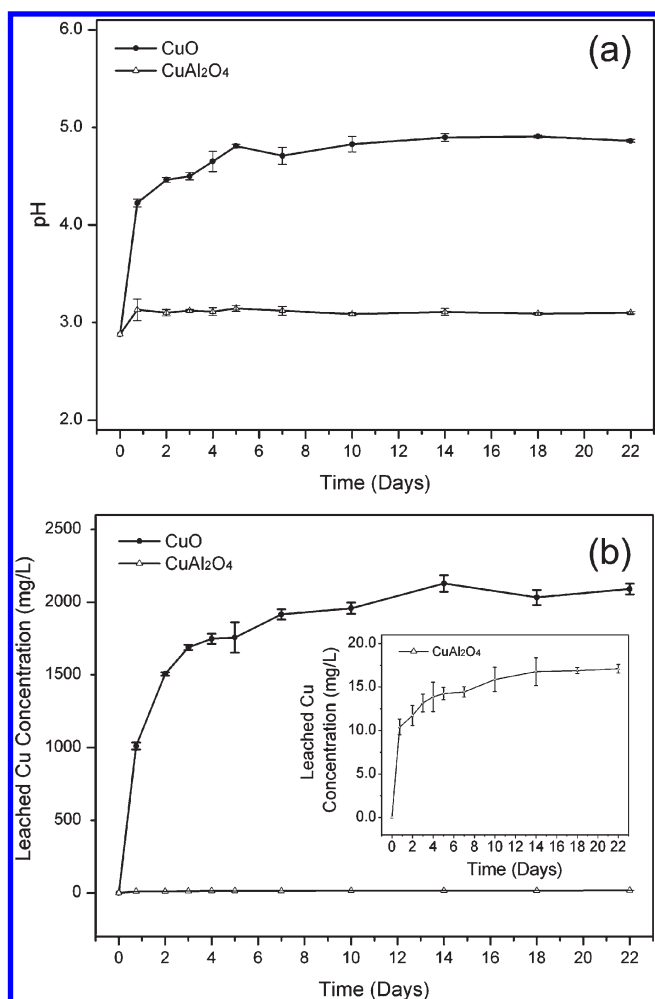 (a)
CuO
CuAl₂O₄
6.0
5.0
4.0
3.0
2.0
pH
0 2 4 6 8 10 12 14 16 18 20 22
Time (Days)
(b)
CuO
CuAl₂O₄
2500
2000
1500
1000
500
0
Leached Cu Concentration (mg/L)
CuAl₂O₄
20.0
15.0
10.0
5.0
0.0
Leached Cu
Concentration (mg/L)
0 2 4 6 8 10 12 14 16 18 20 22
Time (Days)
0 2 4 6 8 10 12 14 16 18 20 22
Time (Days)